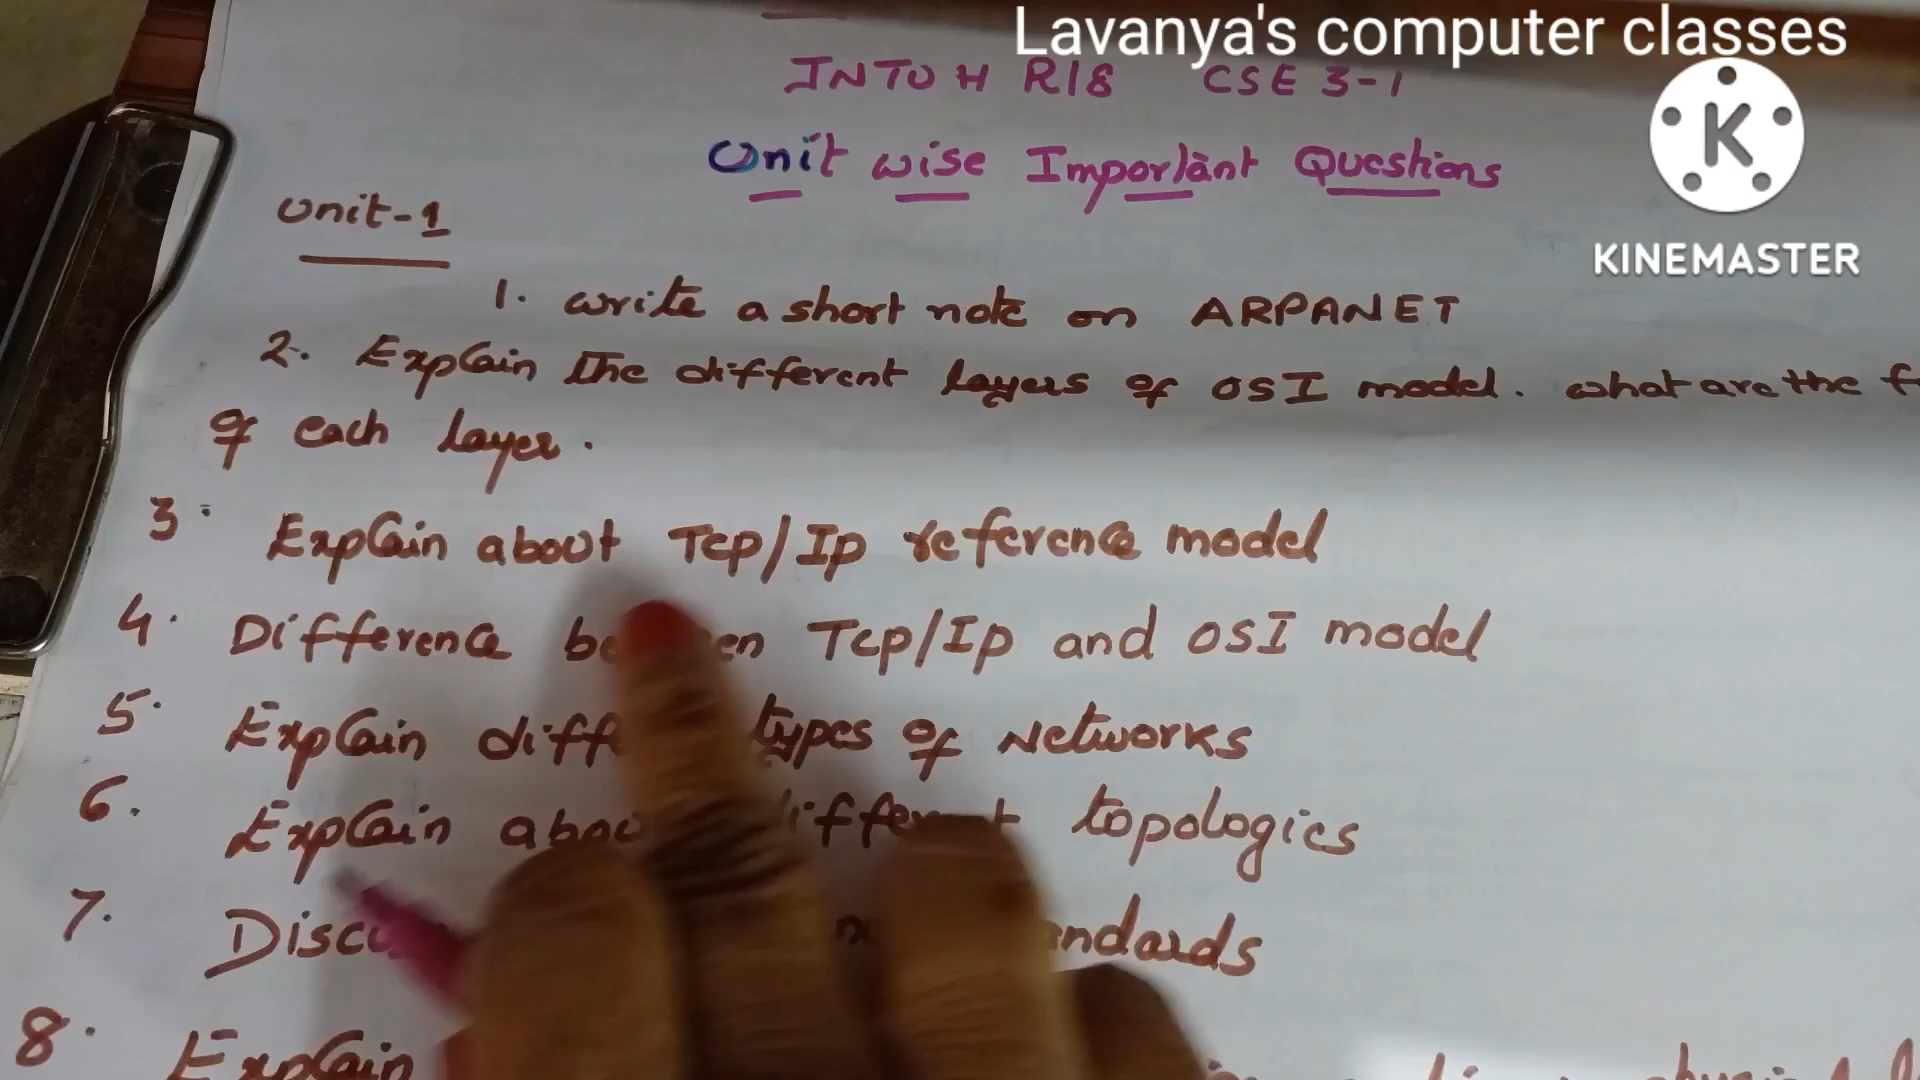 Lavanya's computer classes
JNTUH R18 CSE 3-1
Unit wise Important Questions
KINEMASTER
Unit-1
1. write a short note on ARPANET
2. Explain the different layers of OSI model. what are the
of each layer.
3. Explain about Tcp/Ip reference model
4. Difference Tcp/Ip and OSI model
5. Explain types of Networks
6. Explain topologies
7.
8. Explain